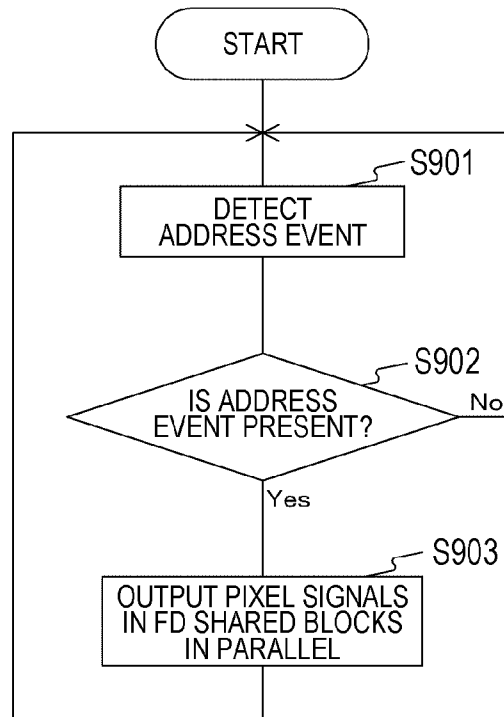 START
S901
DETECT
ADDRESS EVENT
S902
IS ADDRESS
EVENT PRESENT?
No
Yes
S903
OUTPUT PIXEL SIGNALS
IN FD SHARED BLOCKS
IN PARALLEL